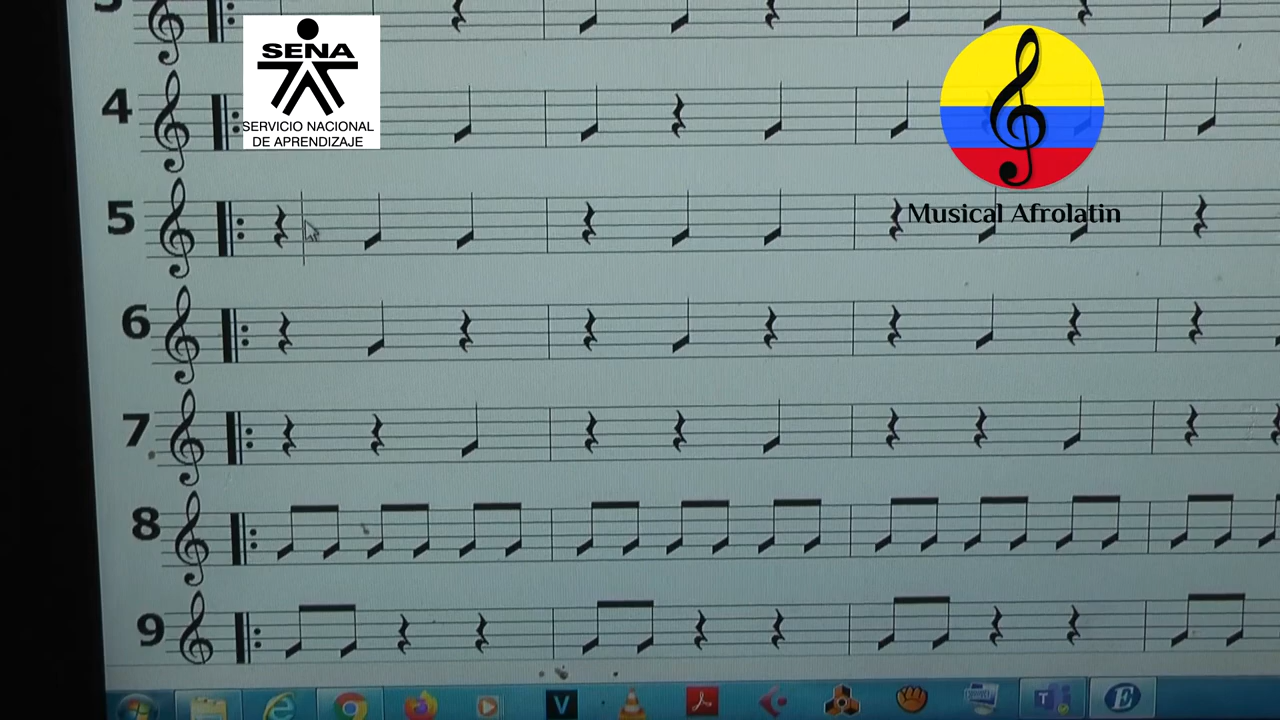 SENA
SERVICIO NACIONAL
DE APRENDIZAJE
4
5
Musical Afrolatin
6
7
8
9